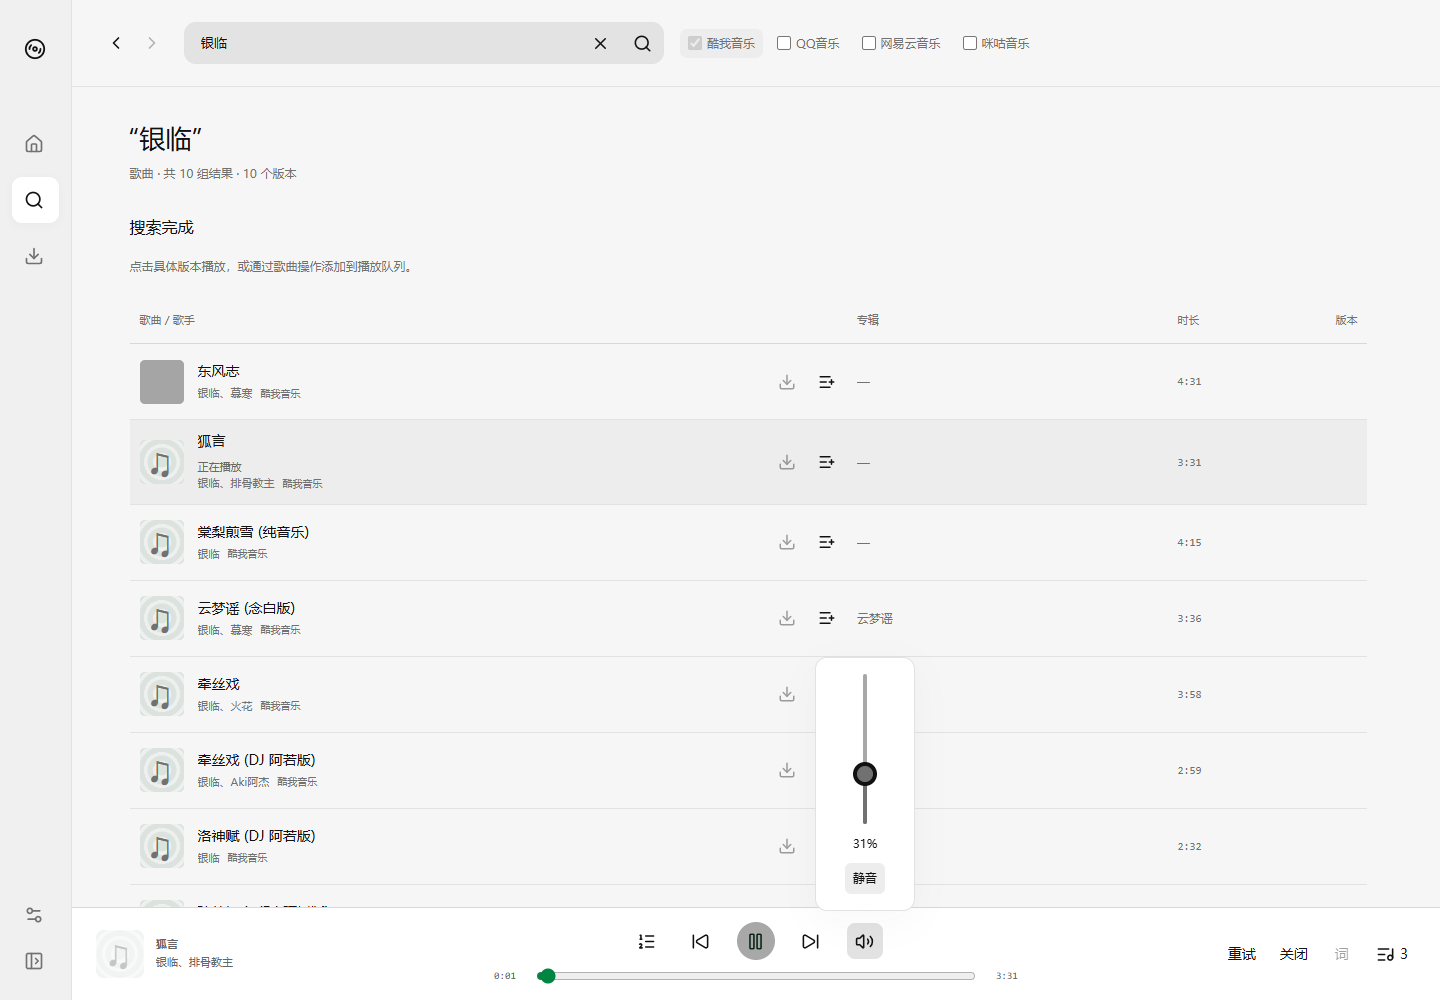 银临
酷我音乐 QQ音乐 网易云音乐 咪咕音乐
“银临”
歌曲 · 共 10 组结果 · 10 个版本
搜索完成
点击具体版本播放，或通过歌曲操作添加到播放队列。
歌曲 / 歌手 专辑 时长 版本
东风志
银临、慕寒 酷我音乐
— 4:31
狐言
正在播放
银临、排骨教主 酷我音乐
— 3:31
棠梨煎雪 (纯音乐)
银临 酷我音乐
— 4:15
云梦谣 (念白版)
银临、慕寒 酷我音乐
云梦谣 3:36
牵丝戏
银临、火花 酷我音乐
3:58
牵丝戏 (DJ 阿若版)
银临、Aki阿杰 酷我音乐
2:59
洛神赋 (DJ 阿若版)
银临 酷我音乐
2:32
31%
静音
狐言
银临、排骨教主
0:01 3:31
重试 关闭 词 3